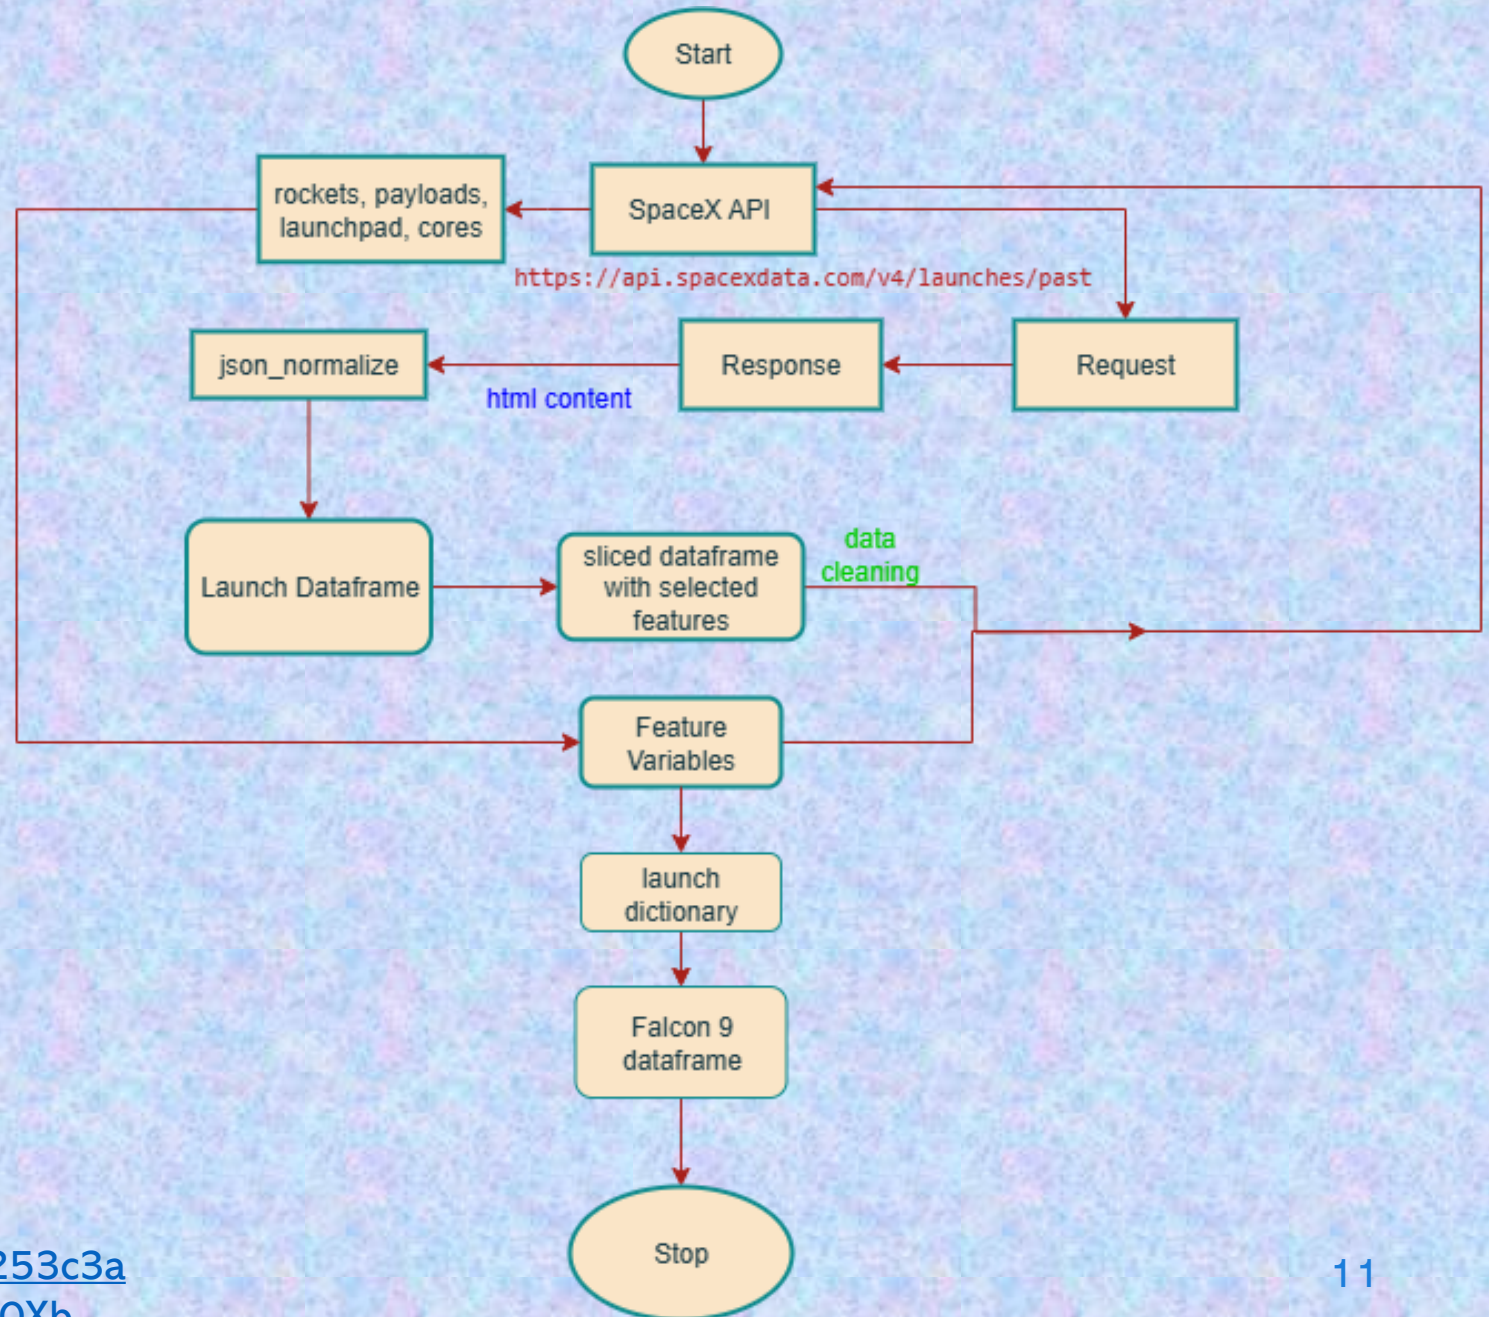 Start
rockets, payloads,
launchpad, cores
SpaceX API
https://api.spacexdata.com/v4/launches/past
json_normalize
html content
Response
Request
Launch Dataframe
sliced dataframe
with selected
features
data
cleaning
Feature
Variables
launch
dictionary
Falcon 9
dataframe
Stop
253c3a
11